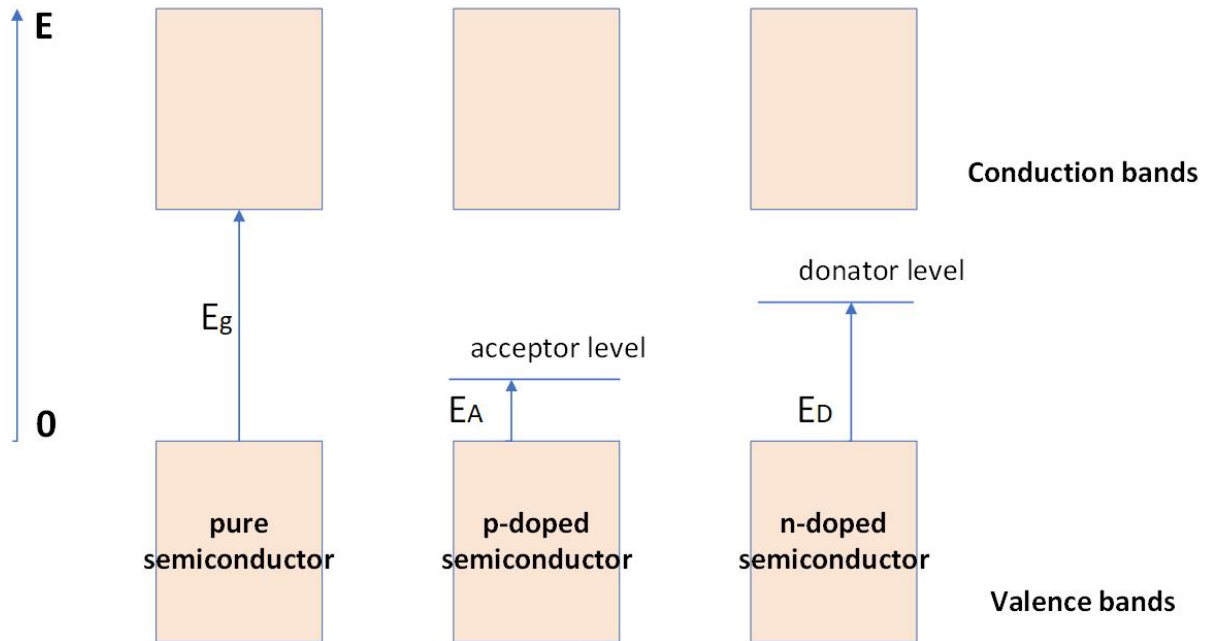 E
Conduction bands
donator level
Eg
acceptor level
EA
ED
0
pure
semiconductor
p-doped
semiconductor
n-doped
semiconductor
Valence bands